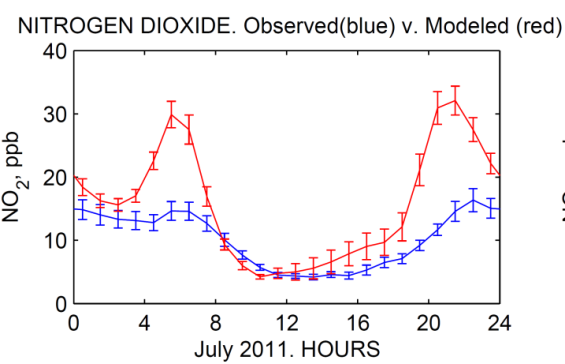 NITROGEN DIOXIDE. Observed(blue) v. Modeled (red)
40
30
20
10
0
NO2, ppb
0 4 8 12 16 20 24
July 2011. HOURS